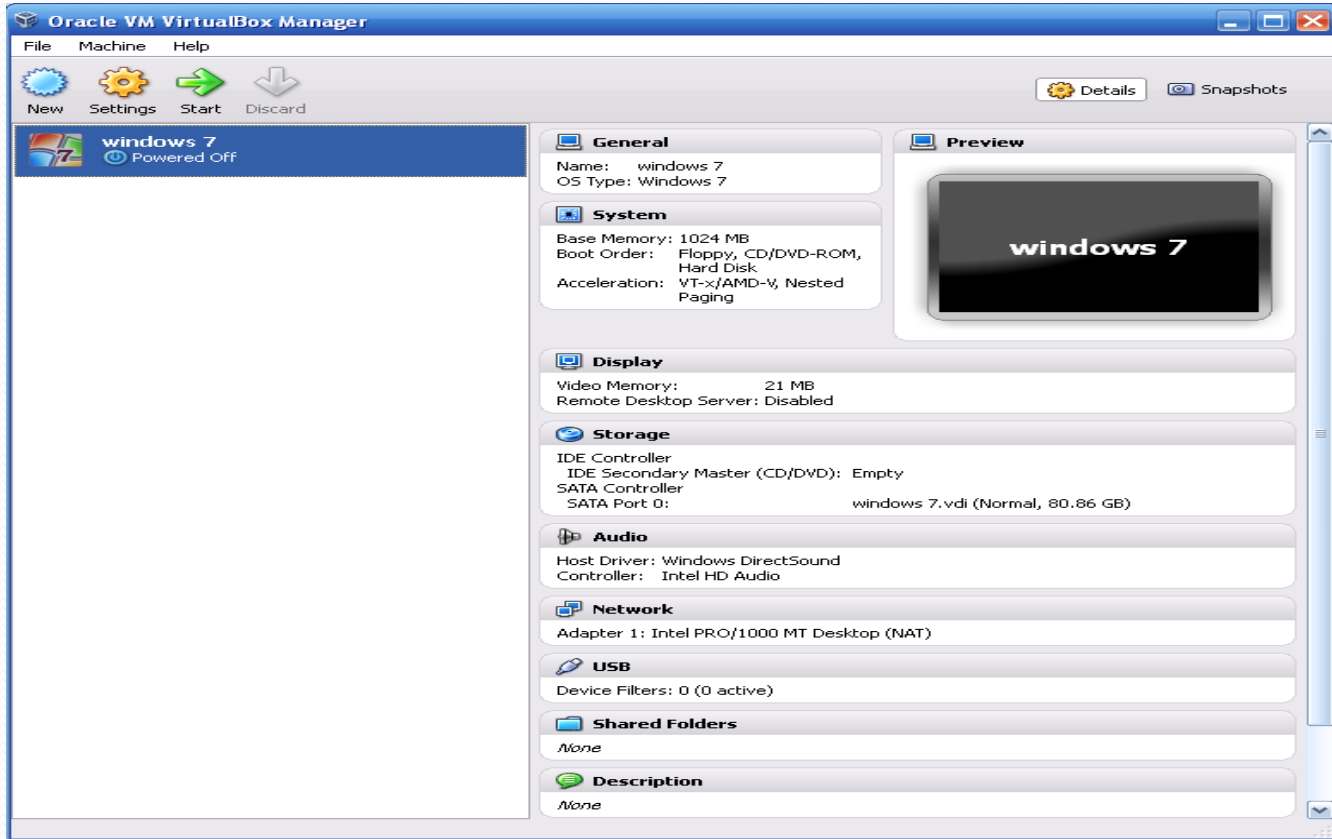 Oracle VM VirtualBox Manager
File Machine Help
New Settings Start Discard
Details Snapshots
windows 7
Powered Off
General
Name: windows 7
OS Type: Windows 7
System
Base Memory: 1024 MB
Boot Order: Floppy, CD/DVD-ROM,
Hard Disk
Acceleration: VT-x/AMD-V, Nested
Paging
Preview
windows 7
Display
Video Memory: 21 MB
Remote Desktop Server: Disabled
Storage
IDE Controller
IDE Secondary Master (CD/DVD): Empty
SATA Controller
SATA Port 0: windows 7.vdi (Normal, 80.86 GB)
Audio
Host Driver: Windows DirectSound
Controller: Intel HD Audio
Network
Adapter 1: Intel PRO/1000 MT Desktop (NAT)
USB
Device Filters: 0 (0 active)
Shared Folders
None
Description
None